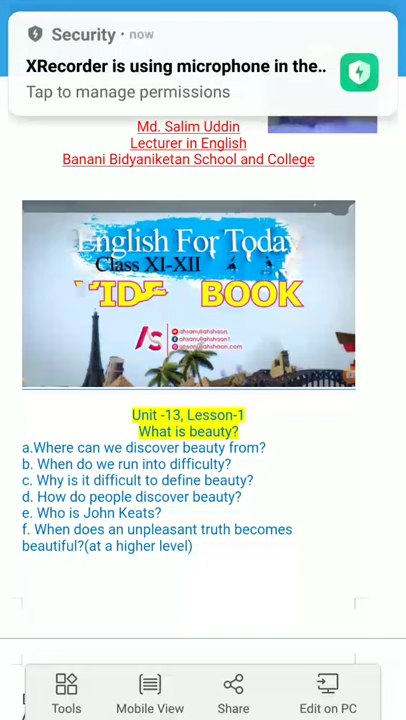 Security · now
XRecorder is using microphone in the..
Tap to manage permissions
Md. Salim Uddin
Lecturer in English
Banani Bidyaniketan School and College
English For Today
Class XI-XII
BOOK
Unit -13, Lesson-1
What is beauty?
a.Where can we discover beauty from?
b. When do we run into difficulty?
c. Why is it difficult to define beauty?
d. How do people discover beauty?
e. Who is John Keats?
f. When does an unpleasant truth becomes
beautiful?(at a higher level)
Tools
Mobile View
Share
Edit on PC